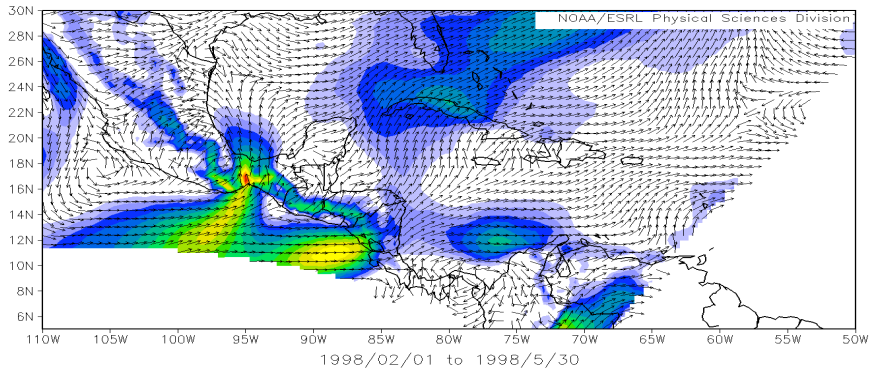 NOAA/ESRL Physical Sciences Division
30N
28N
26N
24N
22N
20N
18N
16N
14N
12N
10N
8N
6N
110W 105W 100W 95W 90W 85W 80W 75W 70W 65W 60W 55W 50W
1998/02/01 to 1998/5/30